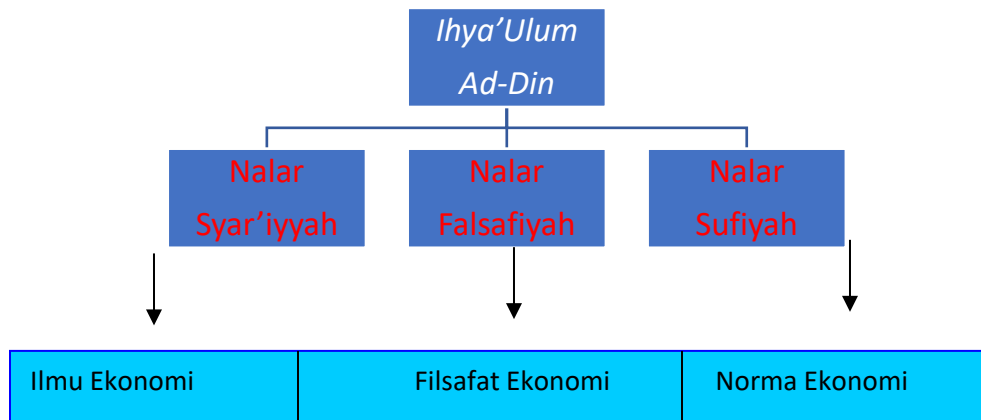 Ihya’Ulum
Ad-Din
Nalar
Syar’iyyah
Nalar
Falsafiyah
Nalar
Sufiyah
Ilmu Ekonomi
Filsafat Ekonomi
Norma Ekonomi